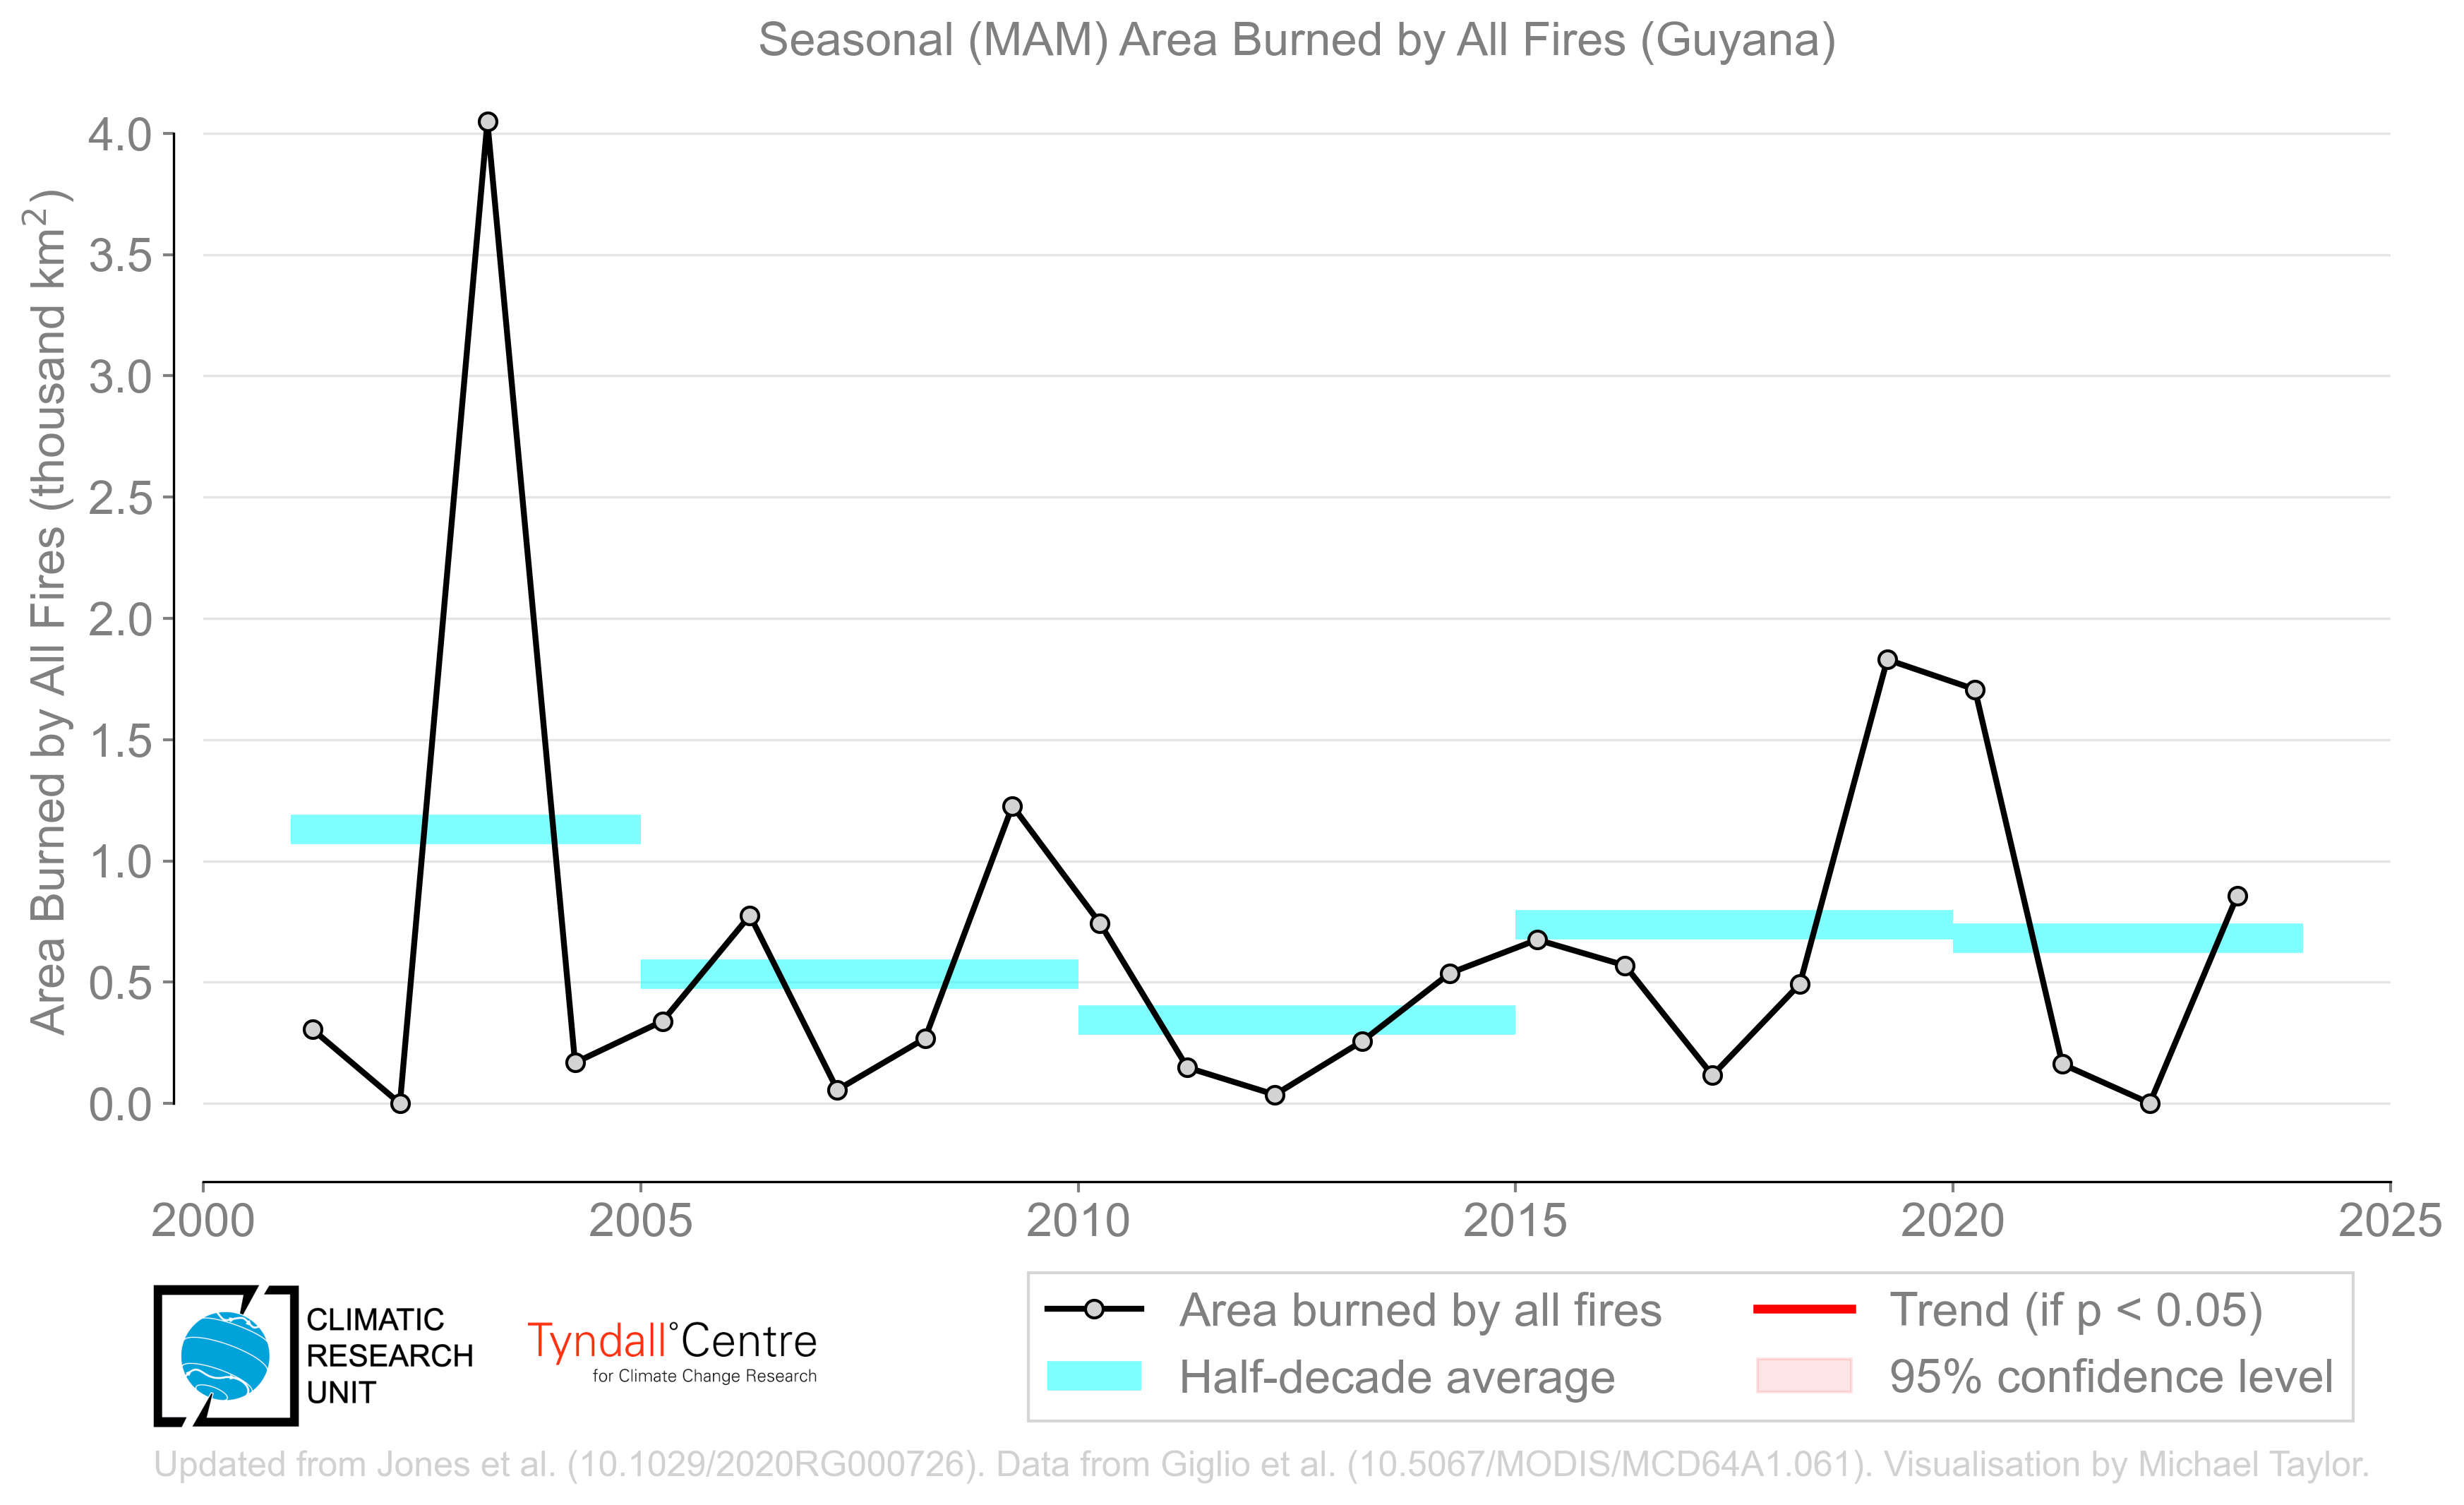 Seasonal (MAM) Area Burned by All Fires (Guyana)
Area Burned by All Fires (thousand km²)
4.0
3.5
3.0
2.5
2.0
1.5
1.0
0.5
0.0
2000
2005
2010
2015
2020
2025
CLIMATIC
RESEARCH
UNIT
Tyndall°Centre
for Climate Change Research
Area burned by all fires
Half-decade average
Trend (if p < 0.05)
95% confidence level
Updated from Jones et al. (10.1029/2020RG000726). Data from Giglio et al. (10.5067/MODIS/MCD64A1.061). Visualisation by Michael Taylor.